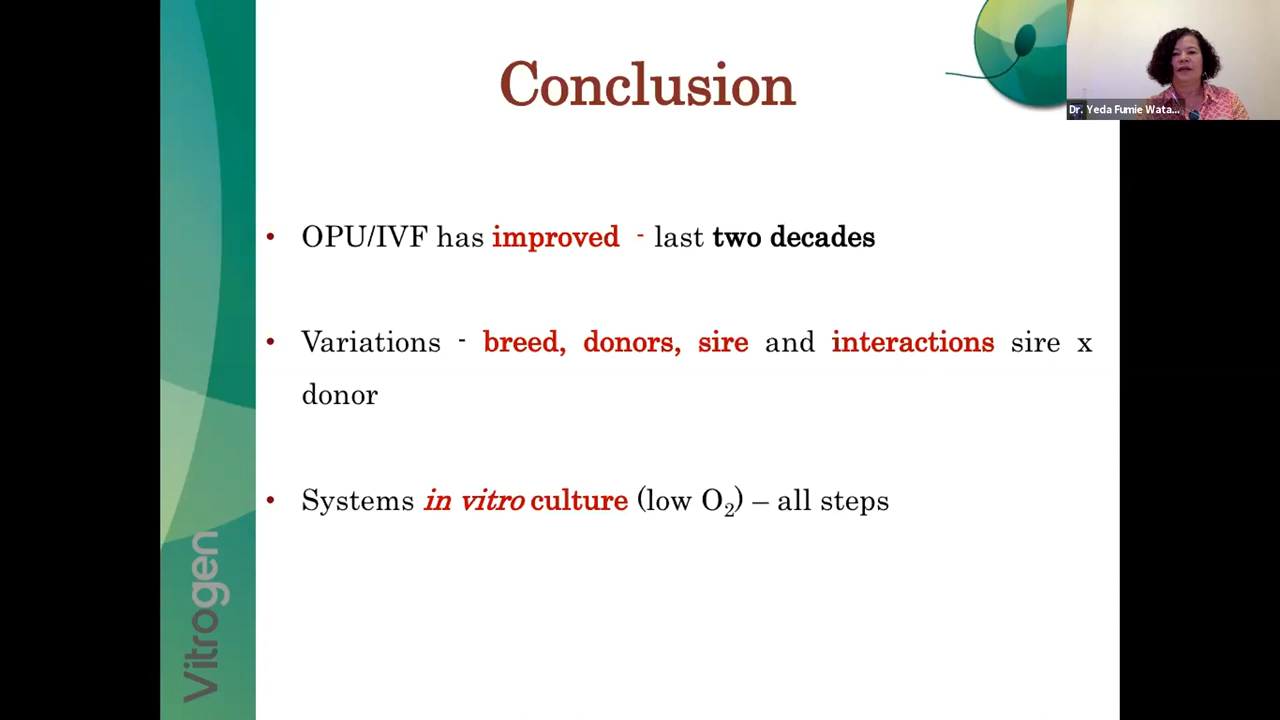 Conclusion
Dr. Yeda Fumie Wata...
• OPU/IVF has improved - last two decades
• Variations - breed, donors, sire and interactions sire x
donor
• Systems in vitro culture (low O₂) – all steps
Vitrogen